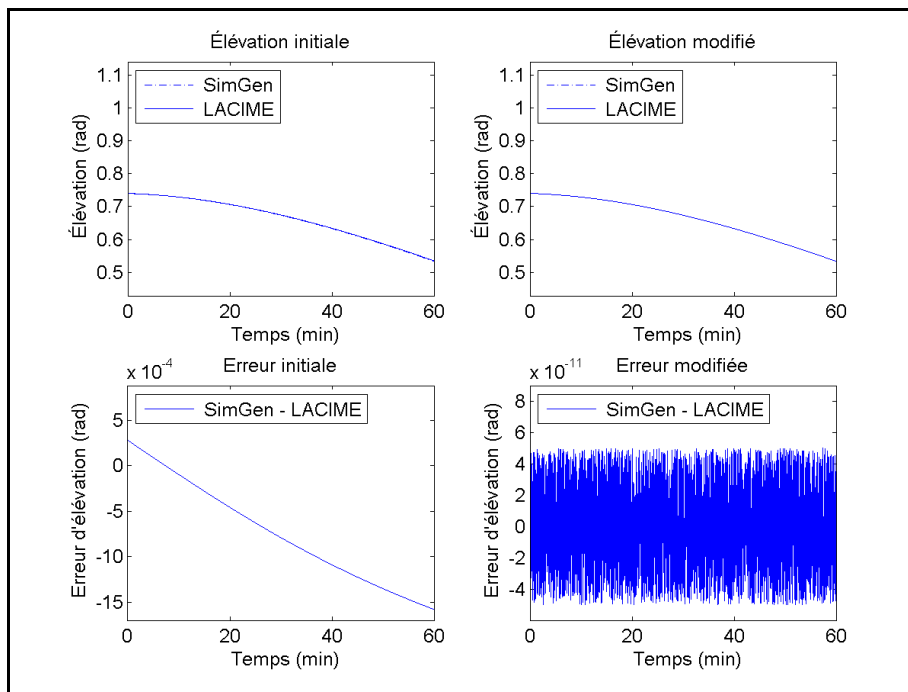 Élévation initiale
1.1
1
0.9
0.8
0.7
0.6
0.5
Élévation (rad)
SimGen
LACIME
0 20 40 60
Temps (min)
Élévation modifié
1.1
1
0.9
0.8
0.7
0.6
0.5
Élévation (rad)
SimGen
LACIME
0 20 40 60
Temps (min)
Erreur initiale
x 10^-4
5
0
-5
-10
-15
Erreur d'élévation (rad)
SimGen - LACIME
0 20 40 60
Temps (min)
Erreur modifiée
x 10^-11
8
6
4
2
0
-2
-4
Erreur d'élévation (rad)
SimGen - LACIME
0 20 40 60
Temps (min)